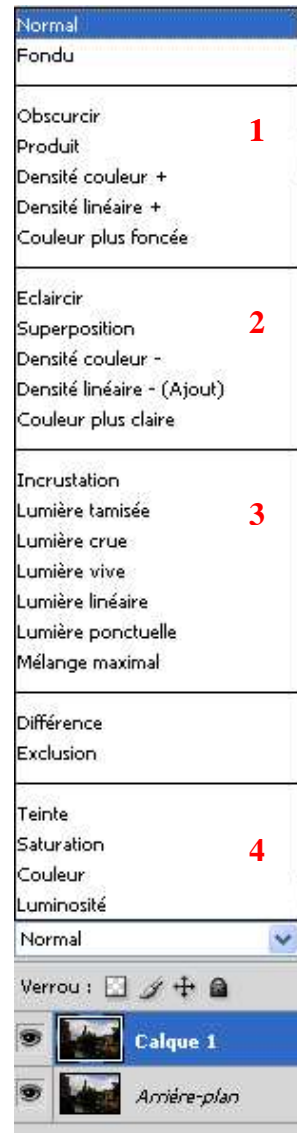 Normal
Fondu
Obscurcir
1
Produit
Densité couleur +
Densité linéaire +
Couleur plus foncée
Eclaircir
Superposition
2
Densité couleur -
Densité linéaire - (Ajout)
Couleur plus claire
Incrustation
Lumière tamisée
3
Lumière crue
Lumière vive
Lumière linéaire
Lumière ponctuelle
Mélange maximal
Différence
Exclusion
Teinte
Saturation
4
Couleur
Luminosité
Normal
Verrou :
Calque 1
Arrière-plan